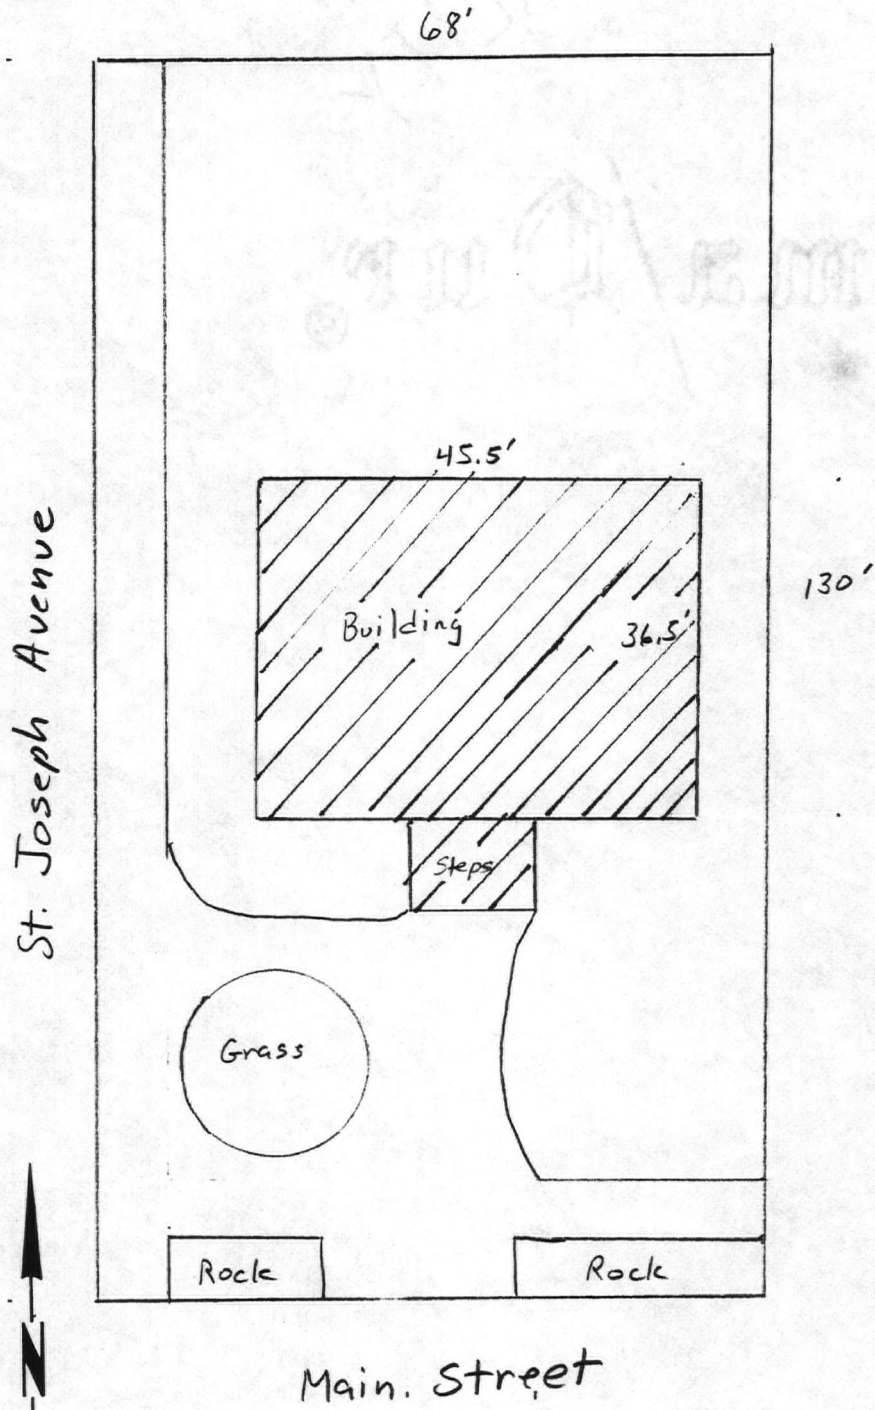 68'
45.5'
Building
36.5'
130'
St. Joseph Avenue
Steps
Grass
Rock
Rock
N
Main. Street